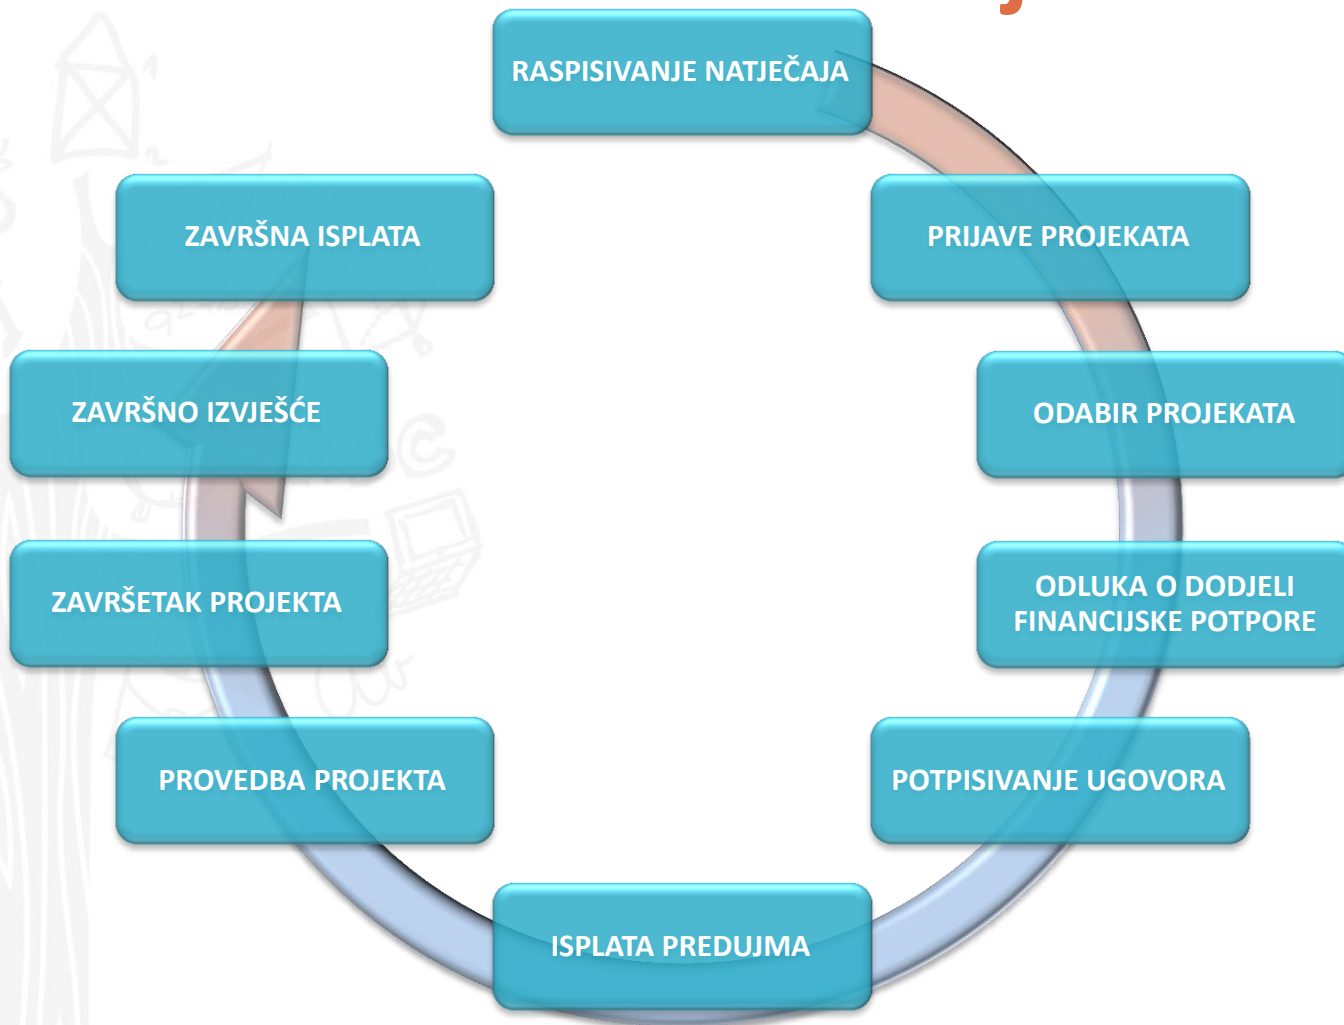 RASPISIVANJE NATJEČAJA
PRIJAVE PROJEKATA
ODABIR PROJEKATA
ODLUKA O DODJELI
FINANCIJSKE POTPORE
POTPISIVANJE UGOVORA
ISPLATA PREDUJMA
PROVEDBA PROJEKTA
ZAVRŠETAK PROJEKTA
ZAVRŠNO IZVJEŠĆE
ZAVRŠNA ISPLATA